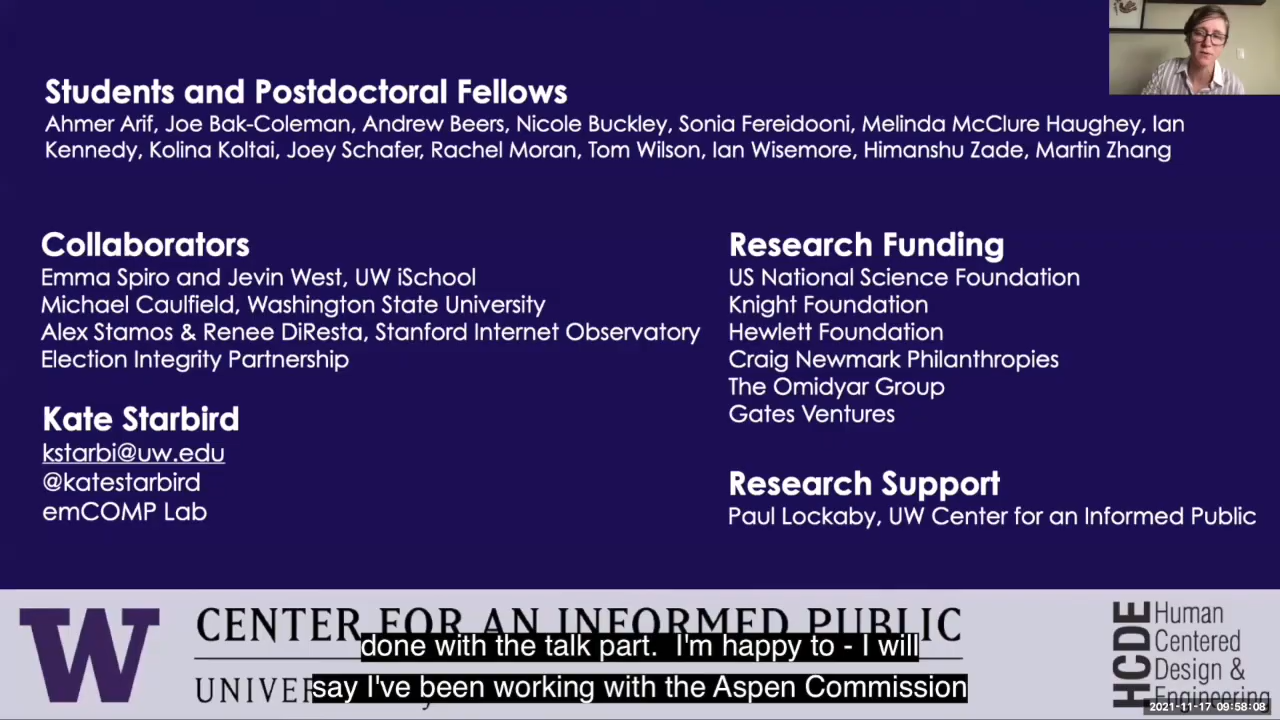 Students and Postdoctoral Fellows
Ahmer Arif, Joe Bak-Coleman, Andrew Beers, Nicole Buckley, Sonia Fereidooni, Melinda McClure Haughey, Ian
Kennedy, Kolina Koltai, Joey Schafer, Rachel Moran, Tom Wilson, Ian Wisemore, Himanshu Zade, Martin Zhang
Collaborators
Emma Spiro and Jevin West, UW iSchool
Michael Caulfield, Washington State University
Alex Stamos & Renee DiResta, Stanford Internet Observatory
Election Integrity Partnership
Kate Starbird
kstarbi@uw.edu
@katestarbird
emCOMP Lab
Research Funding
US National Science Foundation
Knight Foundation
Hewlett Foundation
Craig Newmark Philanthropies
The Omidyar Group
Gates Ventures
Research Support
Paul Lockaby, UW Center for an Informed Public
W
CENTER FOR AN INFORMED PUBLIC
done with the talk part. I'm happy to - I will
say I've been working with the Aspen Commission
HCDE
Human
Centered
Design &
Engineering
2021-11-17 09:58:08